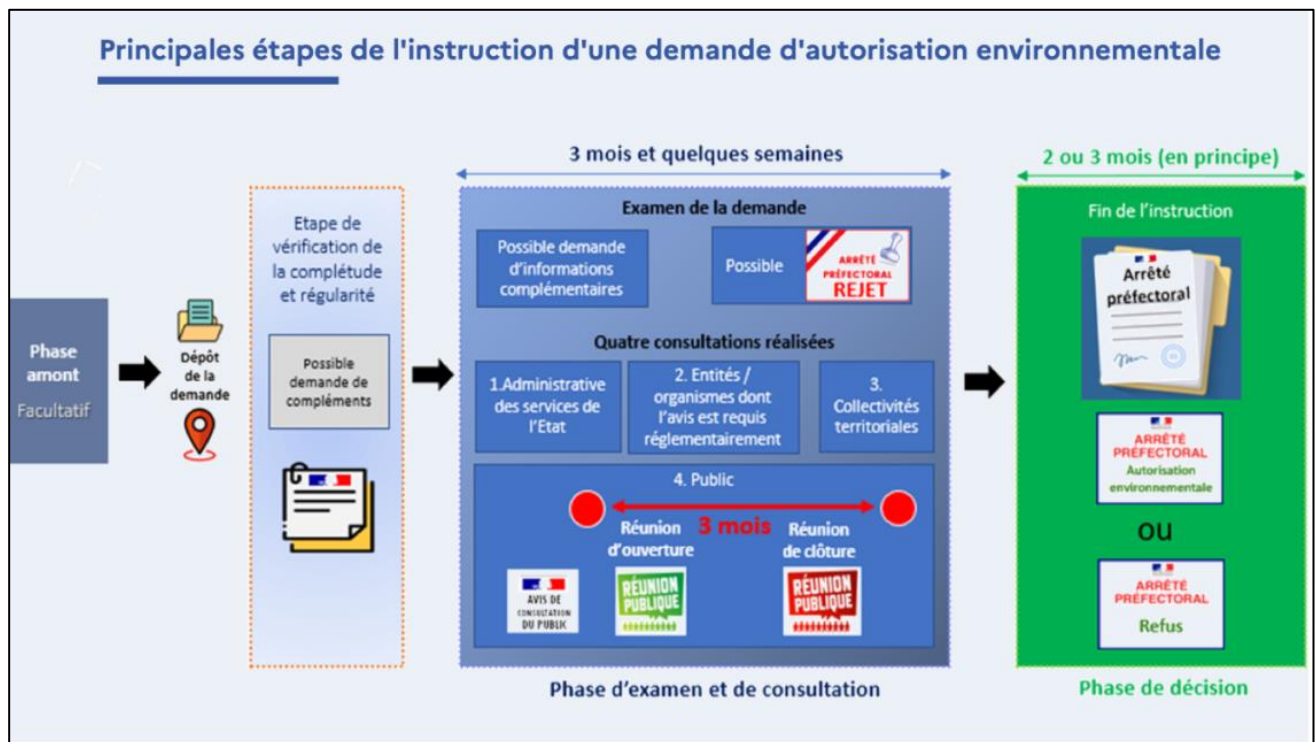 Principales étapes de l'instruction d'une demande d'autorisation environnementale
Phase
amont
Facultatif
Dépôt
de la
demande
Etape de
vérification de
la complétude
et régularité
Possible
demande de
compléments
3 mois et quelques semaines
Examen de la demande
Possible demande
d'informations
complémentaires
Possible
ARRÊTÉ
PRÉFECTORAL
REJET
Quatre consultations réalisées
1.Administrative
des services de
l'Etat
2. Entités /
organismes dont
l'avis est requis
réglementairement
3.
Collectivités
territoriales
4. Public
3 mois
Réunion
d'ouverture
Réunion
de clôture
AVIS DE
CONSULTATION
DU PUBLIC
RÉUNION
PUBLIQUE
RÉUNION
PUBLIQUE
Phase d'examen et de consultation
2 ou 3 mois (en principe)
Fin de l'instruction
Arrêté
préfectoral
ARRÊTÉ
PRÉFECTORAL
Autorisation
environnementale
ou
ARRÊTÉ
PRÉFECTORAL
Refus
Phase de décision